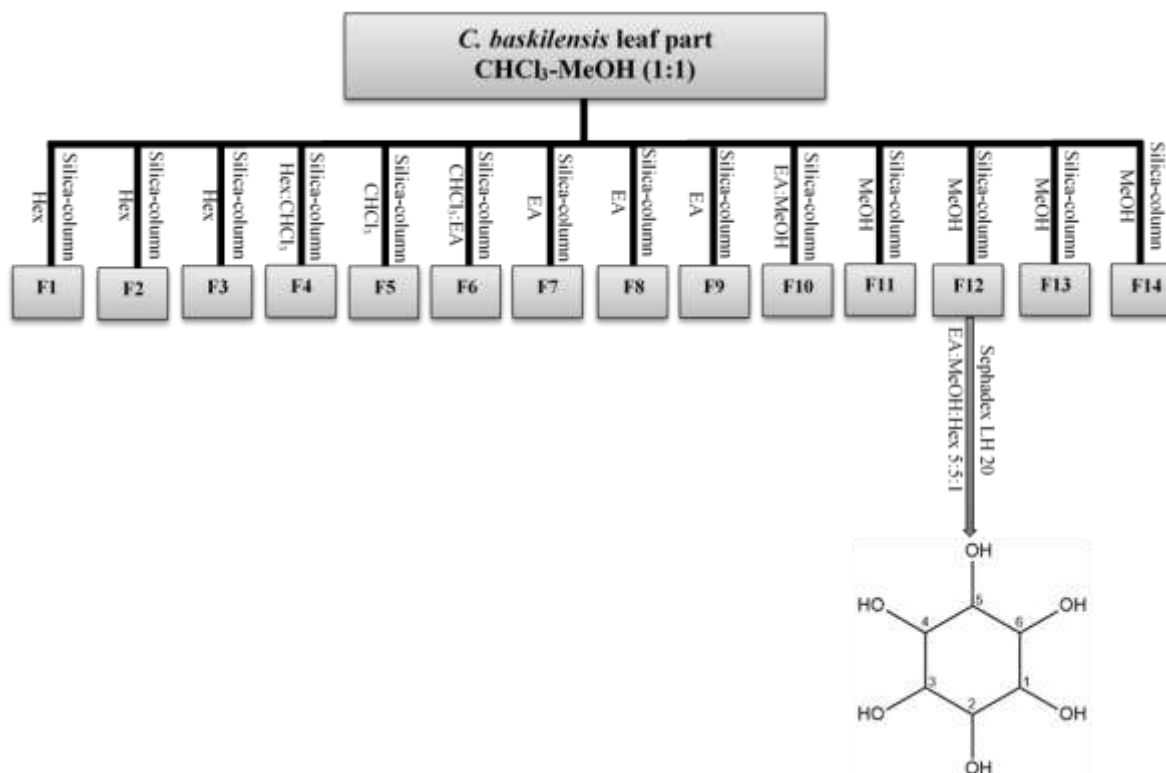 C. baskilensis leaf part
CHCl₃-MeOH (1:1)
Silica-column
Hex
Silica-column
Hex
Silica-column
Hex
Silica-column
Hex:CHCl₃
Silica-column
CHCl₃
Silica-column
CHCl₃:EA
Silica-column
EA
Silica-column
EA
Silica-column
EA
Silica-column
EA:MeOH
Silica-column
MeOH
Silica-column
MeOH
Silica-column
MeOH
Silica-column
MeOH
F1
F2
F3
F4
F5
F6
F7
F8
F9
F10
F11
F12
F13
F14
Sephadex LH 20
EA:MeOH:Hex 5:5:1
OH
HO
5
OH
4
6
3
1
HO
2
OH
OH